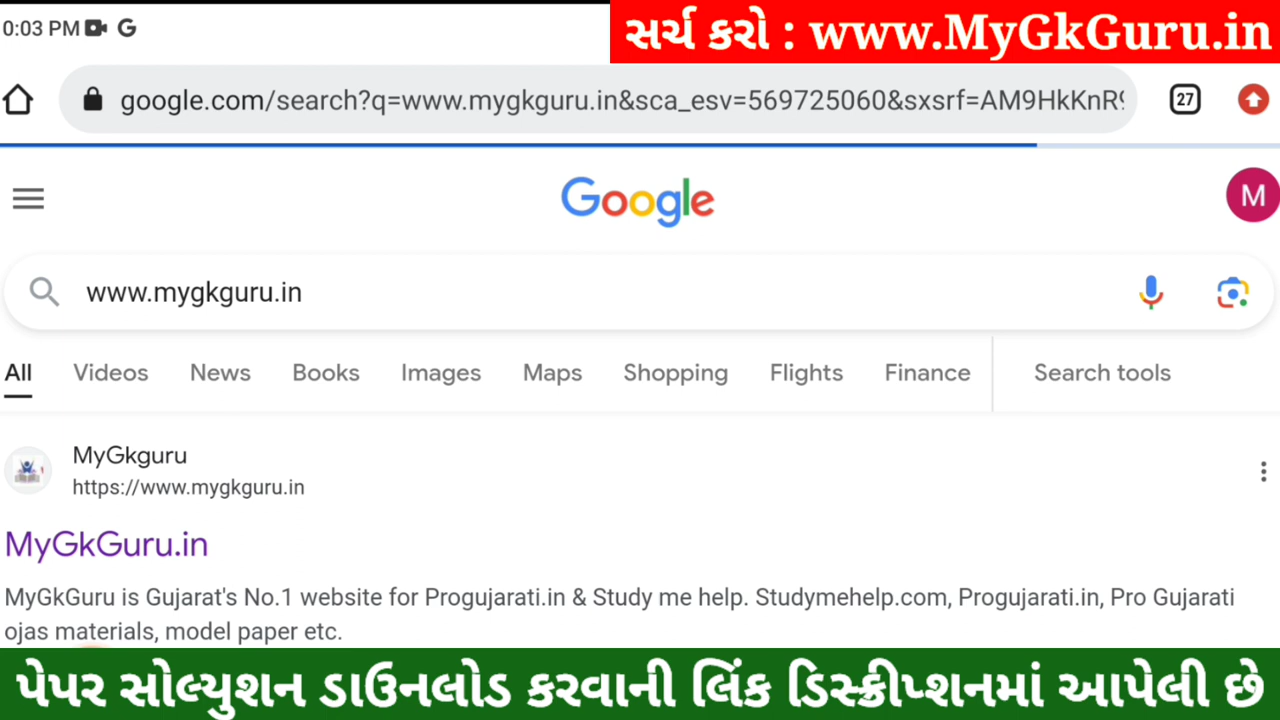 0:03 PM
સર્ચ કરો : www.MyGkGuru.in
google.com/search?q=www.mygkguru.in&sca_esv=569725060&sxsrf=AM9HkKnR9
27
Google
M
www.mygkguru.in
All Videos News Books Images Maps Shopping Flights Finance Search tools
MyGkguru
https://www.mygkguru.in
MyGkGuru.in
MyGkGuru is Gujarat's No.1 website for Progujarati.in & Study me help. Studymehelp.com, Progujarati.in, Pro Gujarati
ojas materials, model paper etc.
પેપર સોલ્યુશન ડાઉનલોડ કરવાની લિંક ડિસ્ક્રીપ્શનમાં આપેલી છે